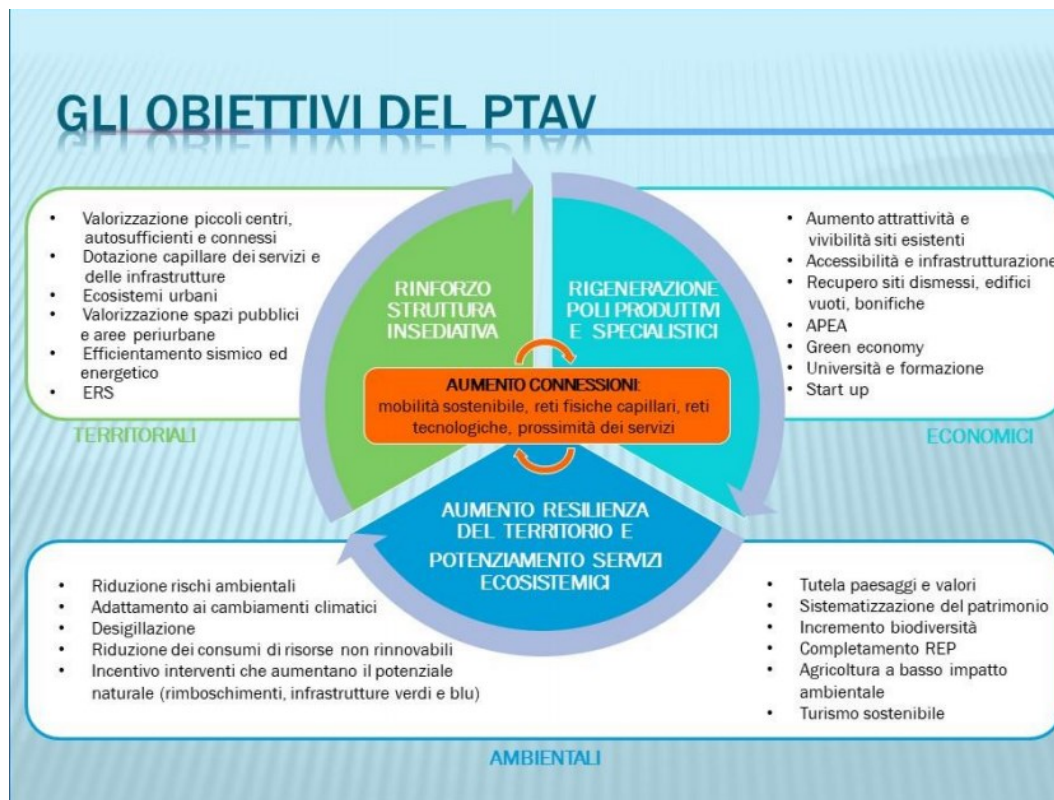 GLI OBIETTIVI DEL PTAV
• Valorizzazione piccoli centri,
autosufficienti e connessi
• Dotazione capillare dei servizi e
delle infrastrutture
• Ecosistemi urbani
• Valorizzazione spazi pubblici
e aree periurbane
• Efficientamento sismico ed
energetico
• ERS
TERRITORIALI
RINFORZO
STRUTTURA
INSEDIATIVA
RIGENERAZIONE
POLI PRODUTTIVI
E SPECIALISTICI
• Aumento attrattività e
vivibilità siti esistenti
• Accessibilità e infrastrutturazione
• Recupero siti dismessi, edifici
vuoti, bonifiche
• APEA
• Green economy
• Università e formazione
• Start up
ECONOMICI
AUMENTO CONNESSIONI:
mobilità sostenibile, reti fisiche capillari, reti
tecnologiche, prossimità dei servizi
AUMENTO RESILIENZA
DEL TERRITORIO E
POTENZIAMENTO SERVIZI
ECOSISTEMICI
• Riduzione rischi ambientali
• Adattamento ai cambiamenti climatici
• Desigillazione
• Riduzione dei consumi di risorse non rinnovabili
• Incentivo interventi che aumentano il potenziale
naturale (rimboschimenti, infrastrutture verdi e blu)
• Tutela paesaggi e valori
• Sistematizzazione del patrimonio
• Incremento biodiversità
• Completamento REP
• Agricoltura a basso impatto
ambientale
• Turismo sostenibile
AMBIENTALI